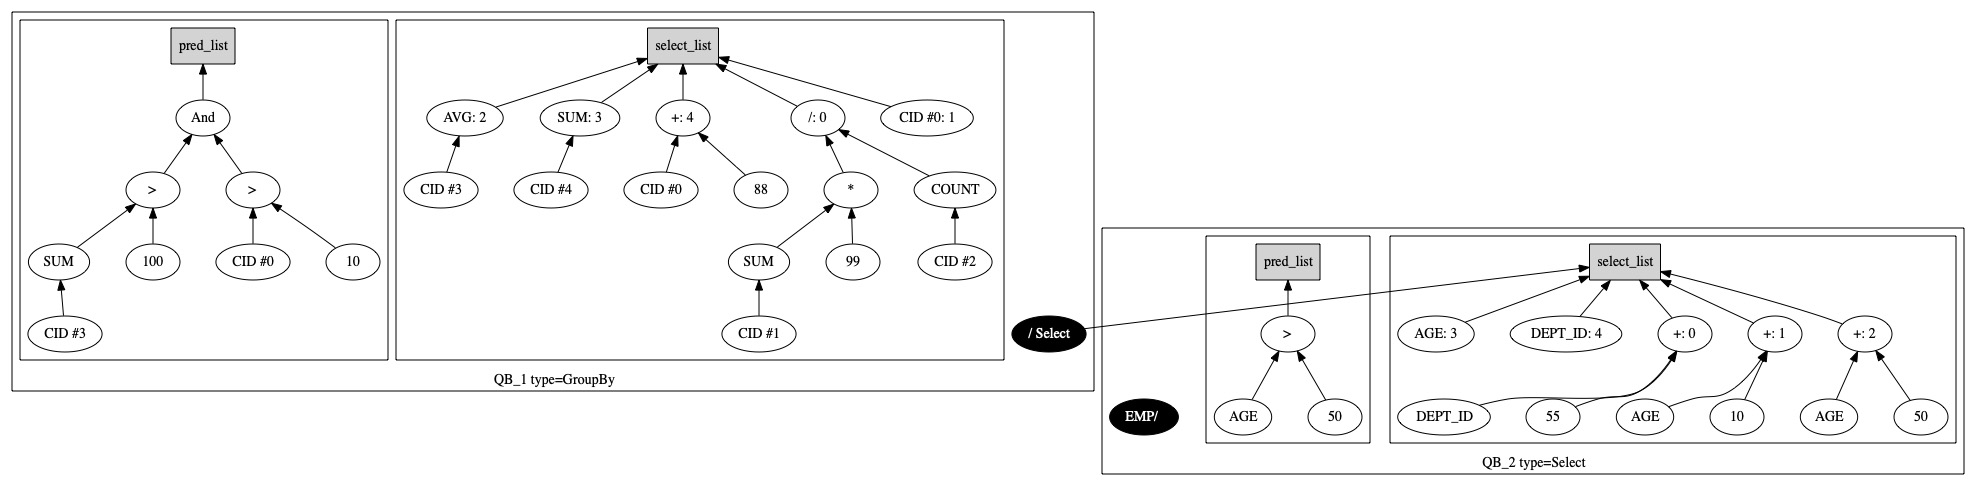 pred_list
And
>
>
SUM
100
CID #0
10
CID #3
select_list
AVG: 2
SUM: 3
+: 4
/: 0
CID #0: 1
CID #3
CID #4
CID #0
88
*
COUNT
SUM
99
CID #2
CID #1
/ Select
QB_1 type=GroupBy
pred_list
>
AGE
50
EMP/
select_list
AGE: 3
DEPT_ID: 4
+: 0
+: 1
+: 2
DEPT_ID
55
AGE
10
AGE
50
QB_2 type=Select